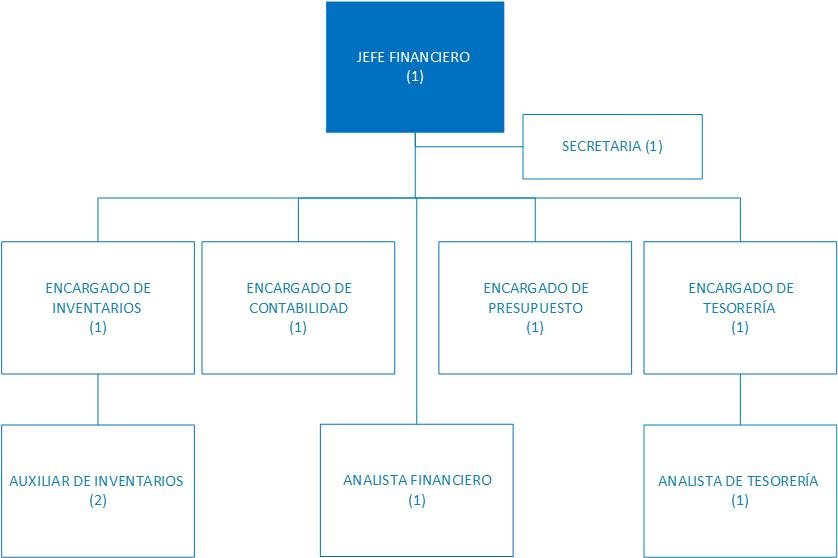 JEFE FINANCIERO
(1)
SECRETARIA (1)
ENCARGADO DE
INVENTARIOS
(1)
ENCARGADO DE
CONTABILIDAD
(1)
ENCARGADO DE
PRESUPUESTO
(1)
ENCARGADO DE
TESORERÍA
(1)
AUXILIAR DE INVENTARIOS
(2)
ANALISTA FINANCIERO
(1)
ANALISTA DE TESORERÍA
(1)